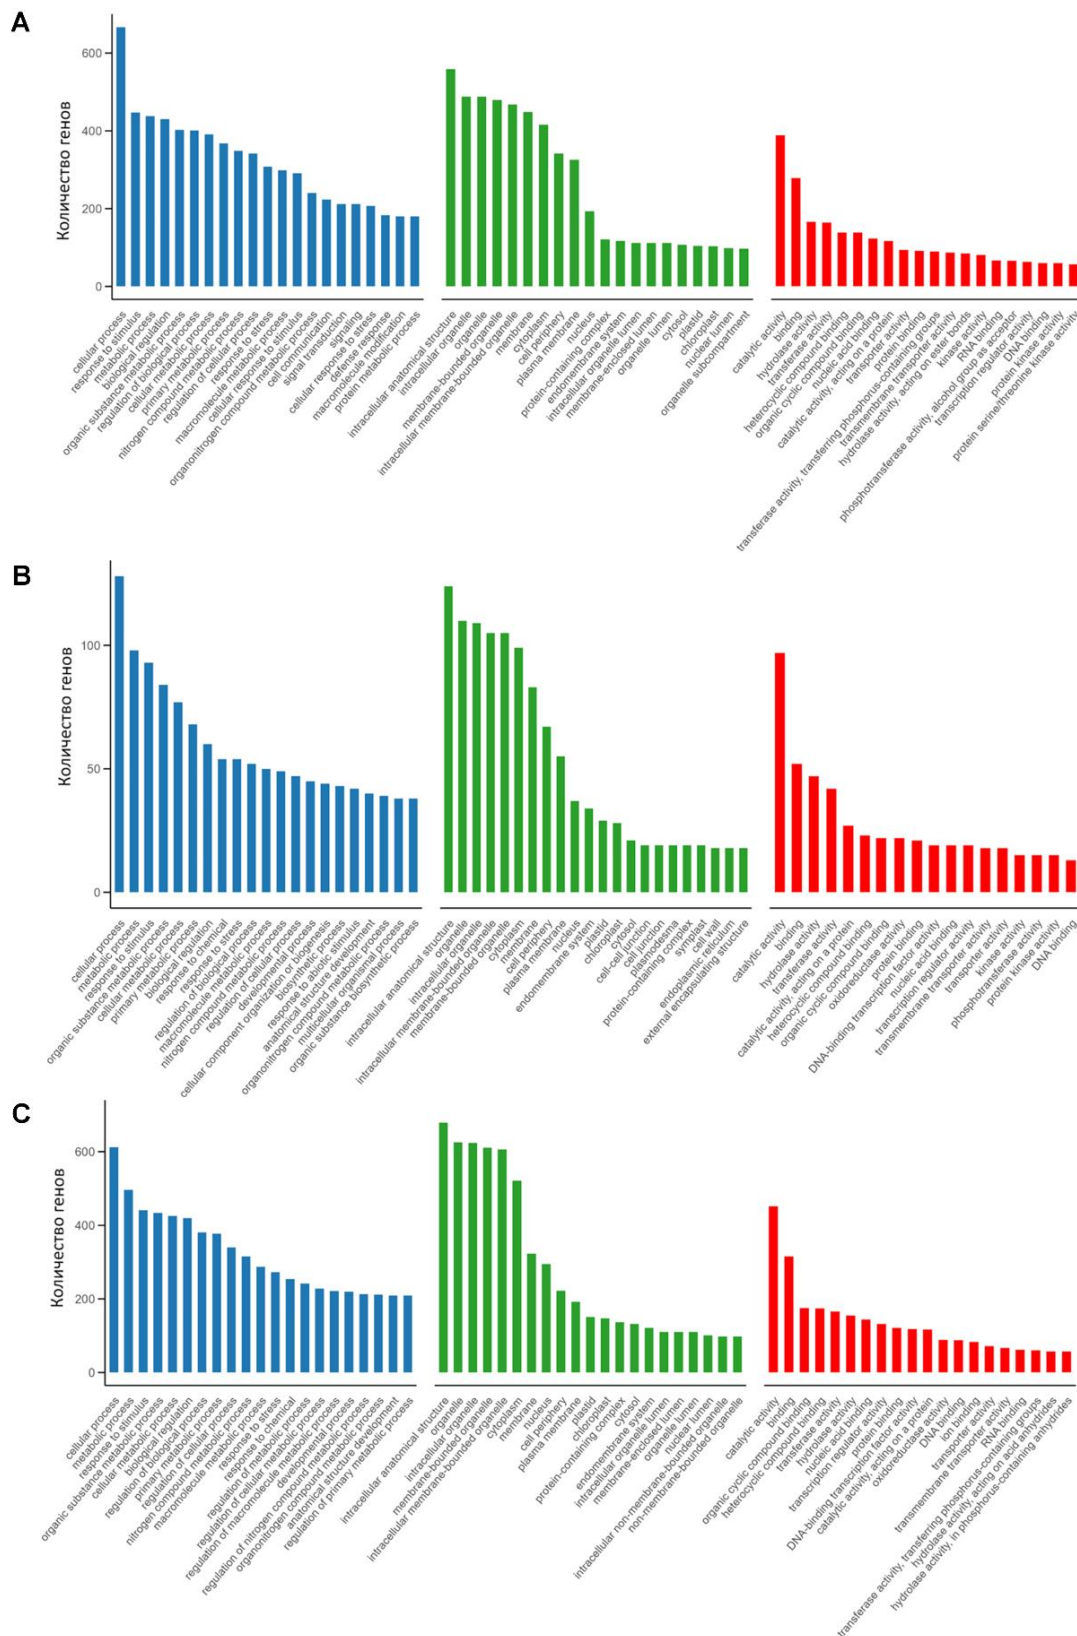 A
Количество генов
600
400
200
0
cellular process
response to stimulus
metabolic process
biological regulation
organic substance metabolic process
regulation of biological process
cellular metabolic process
primary metabolic process
nitrogen compound metabolic process
regulation of cellular process
response to stress
macromolecule metabolic process
cellular response to stimulus
organonitrogen compound metabolic process
cell communication
signal transduction
signaling
cellular response to stress
defense response
macromolecule modification
protein metabolic process
intracellular anatomical structure
intracellular organelle
organelle
membrane-bounded organelle
intracellular membrane-bounded organelle
membrane
cytoplasm
cell periphery
plasma membrane
nucleus
protein-containing complex
endomembrane system
intracellular organelle lumen
membrane-enclosed lumen
organelle lumen
cytosol
plastid
chloroplast
nuclear lumen
organelle subcompartment
catalytic activity
binding
hydrolase activity
transferase activity
heterocyclic compound binding
organic cyclic compound binding
nucleic acid binding
catalytic activity, acting on a protein
transporter activity
protein binding
transferase activity, transferring phosphorus-containing groups
transmembrane transporter activity
hydrolase activity, acting on ester bonds
kinase activity
RNA binding
phosphotransferase activity, alcohol group as acceptor
transcription regulator activity
DNA binding
protein kinase activity
protein serine/threonine kinase activity
B
Количество генов
100
50
0
cellular process
metabolic process
response to stimulus
organic substance metabolic process
cellular metabolic process
primary metabolic process
biological regulation
response to chemical
response to stress
regulation of biological process
macromolecule metabolic process
nitrogen compound metabolic process
regulation of cellular process
developmental process
cellular component organization or biogenesis
biosynthetic process
response to abiotic stimulus
anatomical structure development
organonitrogen compound metabolic process
multicellular organismal process
organic substance biosynthetic process
intracellular anatomical structure
organelle
intracellular organelle
intracellular membrane-bounded organelle
membrane-bounded organelle
cytoplasm
membrane
cell periphery
plasma membrane
nucleus
endomembrane system
plastid
chloroplast
cytosol
cell-cell junction
cell junction
plasmodesma
protein-containing complex
symplast
cell wall
endoplasmic reticulum
external encapsulating structure
catalytic activity
binding
hydrolase activity
transferase activity
catalytic activity, acting on a protein
heterocyclic compound binding
organic cyclic compound binding
oxidoreductase activity
protein binding
DNA-binding transcription factor activity
nucleic acid binding
transcription regulator activity
transmembrane transporter activity
transporter activity
kinase activity
phosphotransferase activity
protein kinase activity
DNA binding
C
Количество генов
600
400
200
0
cellular process
metabolic process
response to stimulus
organic substance metabolic process
cellular metabolic process
biological regulation
regulation of biological process
primary metabolic process
regulation of cellular process
nitrogen compound metabolic process
macromolecule metabolic process
response to stress
response to chemical
regulation of metabolic process
regulation of cellular metabolic process
regulation of macromolecule metabolic process
developmental process
regulation of nitrogen compound metabolic process
organonitrogen compound metabolic process
anatomical structure development
regulation of primary metabolic process
intracellular anatomical structure
organelle
intracellular organelle
membrane-bounded organelle
intracellular membrane-bounded organelle
cytoplasm
membrane
nucleus
cell periphery
plasma membrane
plastid
chloroplast
protein-containing complex
cytosol
endomembrane system
intracellular organelle lumen
membrane-enclosed lumen
organelle lumen
nuclear lumen
intracellular non-membrane-bounded organelle
non-membrane-bounded organelle
catalytic activity
binding
organic cyclic compound binding
heterocyclic compound binding
transferase activity
hydrolase activity
nucleic acid binding
transcription regulator activity
protein binding
DNA-binding transcription factor activity
catalytic activity, acting on a protein
oxidoreductase activity
DNA binding
ion binding
transporter activity
transmembrane transporter activity
RNA binding
transferase activity, transferring phosphorus-containing groups
hydrolase activity, acting on acid anhydrides
hydrolase activity, in phosphorus-containing anhydrides